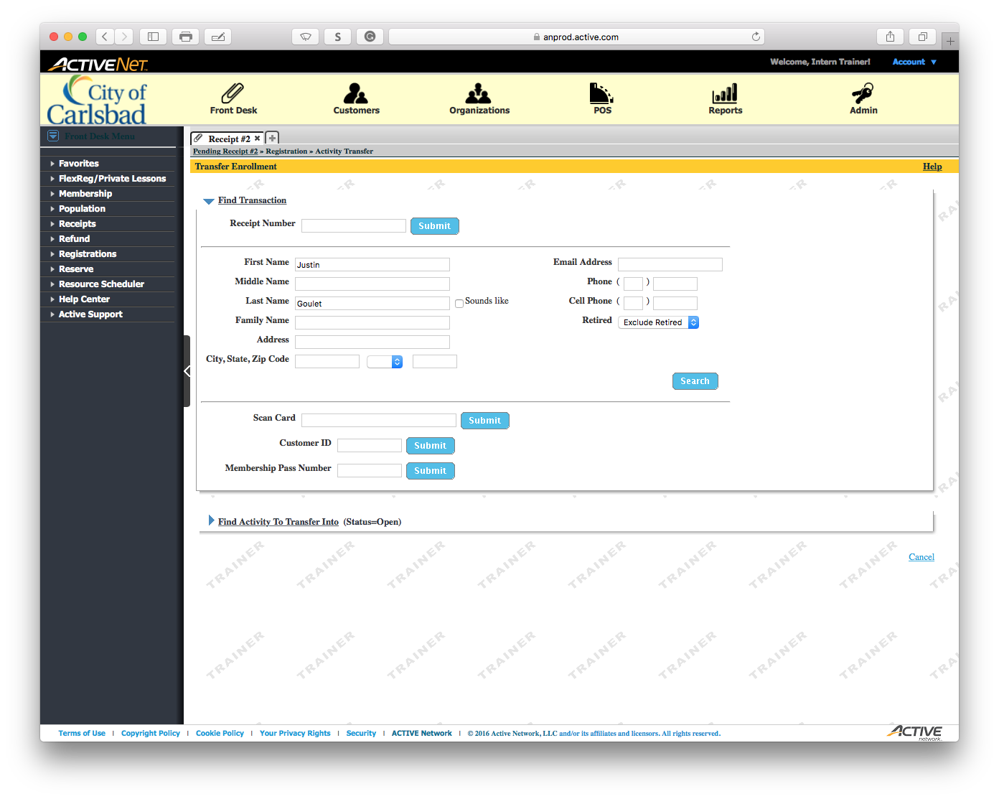 S
anprod.active.com
ACTIVENET
Welcome, Intern Trainer!
Account
City of
Carlsbad
Front Desk
Customers
Organizations
POS
Reports
Admin
Front Desk Menu
Receipt #2
Pending Receipt #2 » Registration » Activity Transfer
Transfer Enrollment
Help
Favorites
FlexReg/Private Lessons
Membership
Population
Receipts
Refund
Registrations
Reserve
Resource Scheduler
Help Center
Active Support
Find Transaction
Receipt Number
Submit
First Name Justin
Email Address
Middle Name
Phone ( )
Last Name Goulet
Sounds like
Cell Phone ( )
Family Name
Retired Exclude Retired
Address
City, State, Zip Code
Search
Scan Card
Submit
Customer ID
Submit
Membership Pass Number
Submit
Find Activity To Transfer Into (Status=Open)
Cancel
TRAINER TRAINER TRAINER TRAINER TRAINER TRAINER TRAINER TRAINER
TRAINER TRAINER TRAINER TRAINER TRAINER TRAINER TRAINER TRAINER
Terms of Use | Copyright Policy | Cookie Policy | Your Privacy Rights | Security | ACTIVE Network | © 2016 Active Network, LLC and/or its affiliates and licensors. All rights reserved.
ACTIVE
network